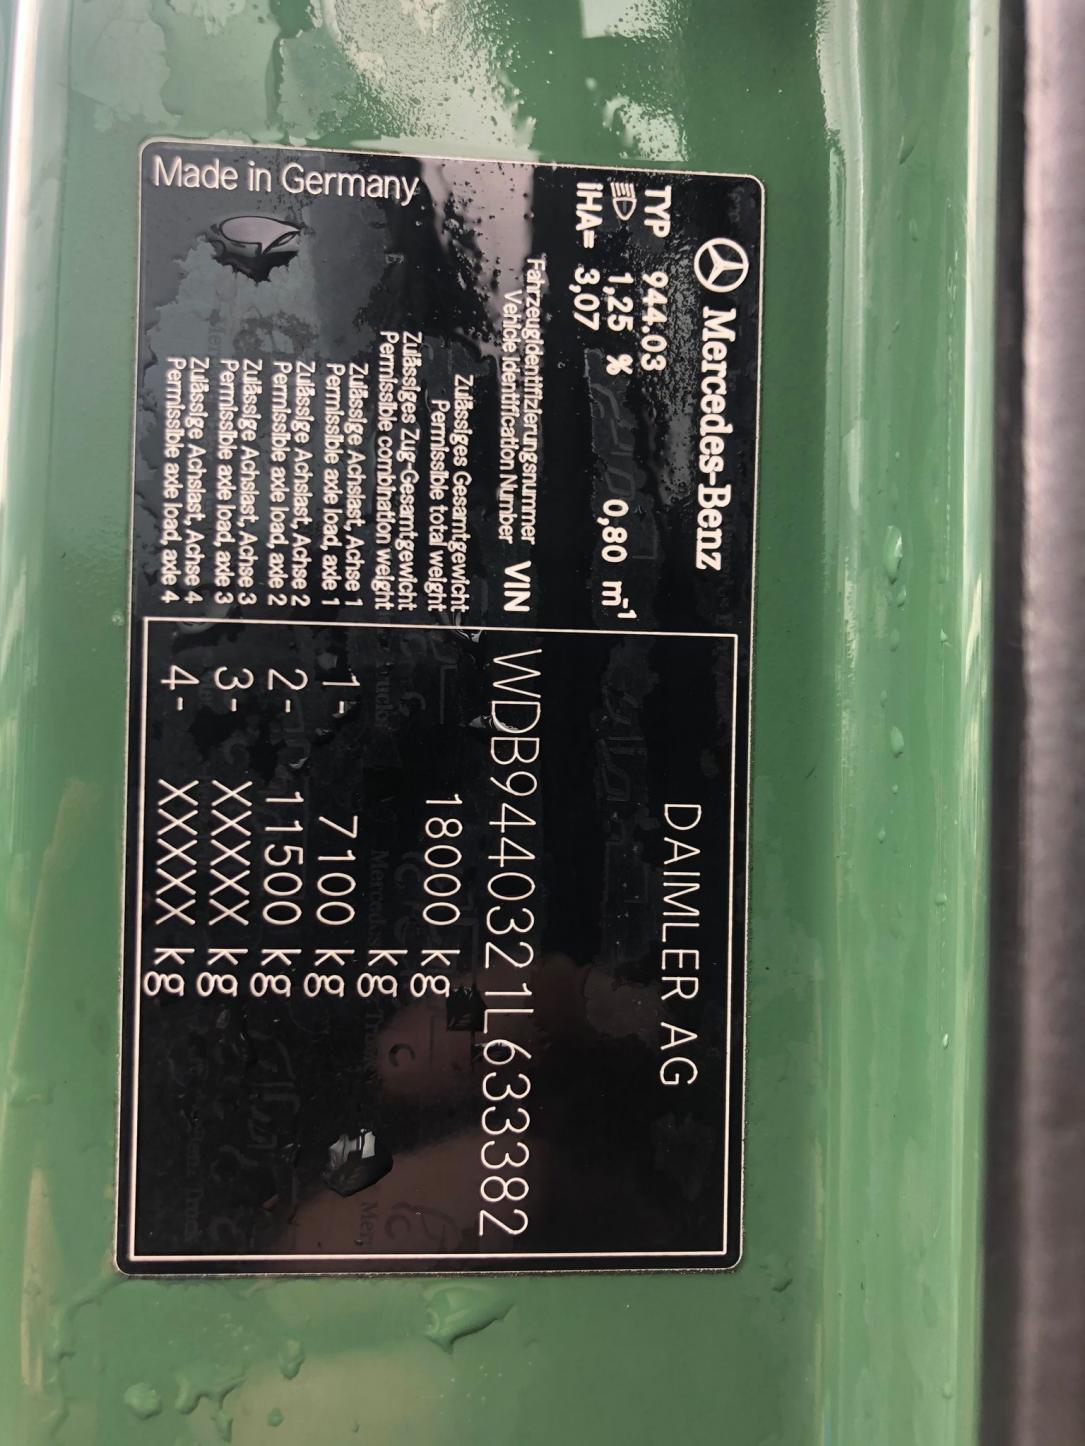 Mercedes-Benz
DAIMLER AG
TYP 944.03
1,25 % 0,80 m⁻¹
IHA= 3,07
Fahrzeugidentifizierungsnummer
Vehicle Identification Number VIN WDB9440321L633382
Zulässiges Gesamtgewicht
Permissible total weight 18000 kg
Zulässiges Zug-Gesamtgewicht
Permissible combination weight kg
Zulässige Achslast, Achse 1
Permissible axle load, axle 1 1- 7100 kg
Zulässige Achslast, Achse 2
Permissible axle load, axle 2 2- 11500 kg
Zulässige Achslast, Achse 3
Permissible axle load, axle 3 3- XXXXX kg
Zulässige Achslast, Achse 4
Permissible axle load, axle 4 4- XXXXX kg
Made in Germany